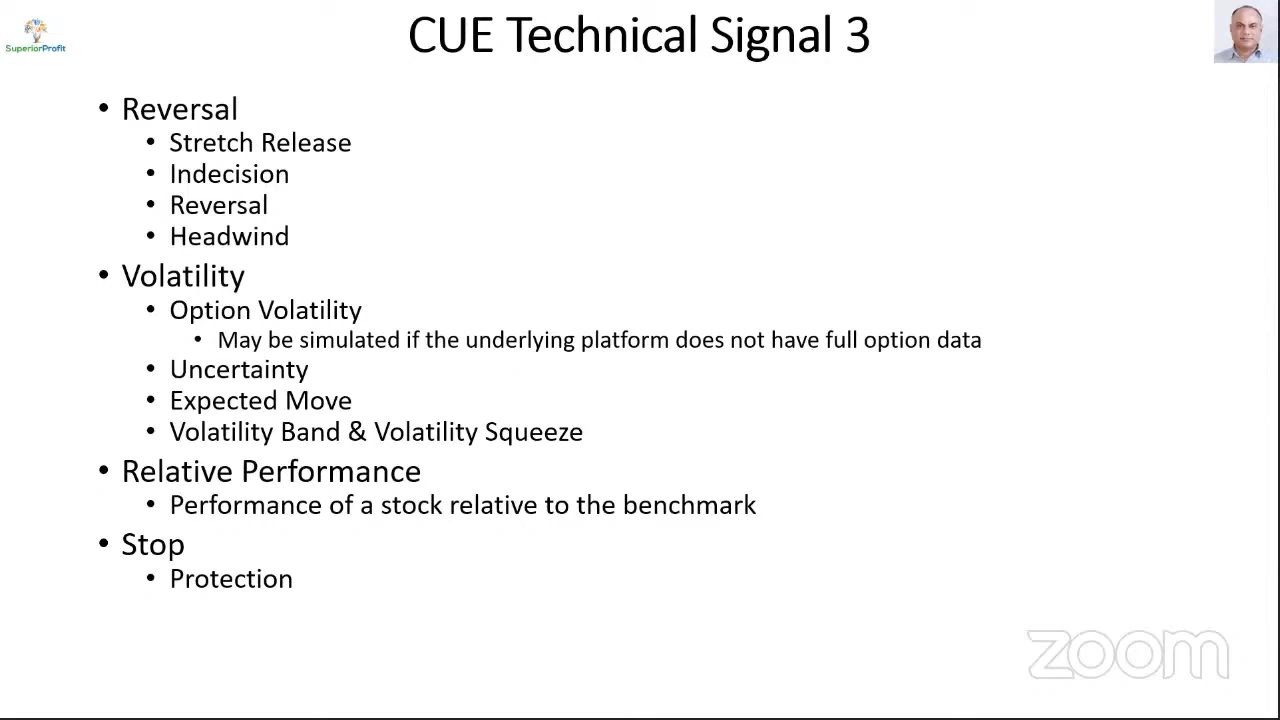 SuperiorProfit
CUE Technical Signal 3
• Reversal
• Stretch Release
• Indecision
• Reversal
• Headwind
• Volatility
• Option Volatility
• May be simulated if the underlying platform does not have full option data
• Uncertainty
• Expected Move
• Volatility Band & Volatility Squeeze
• Relative Performance
• Performance of a stock relative to the benchmark
• Stop
• Protection
zoom